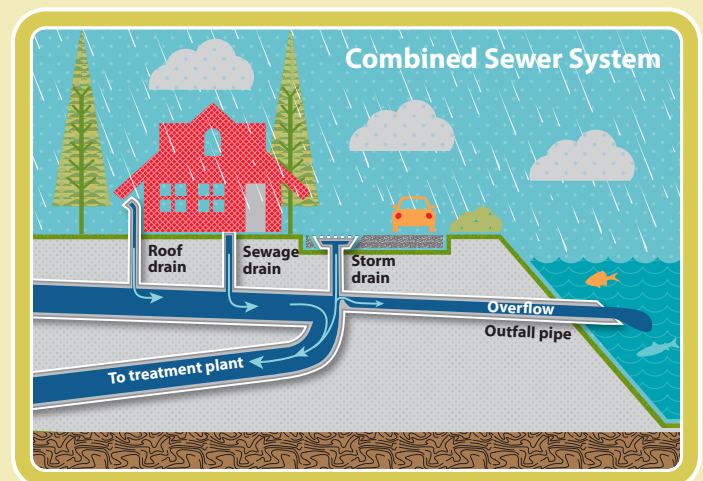 Combined Sewer System
Roof
drain
Sewage
drain
Storm
drain
Overflow
Outfall pipe
To treatment plant